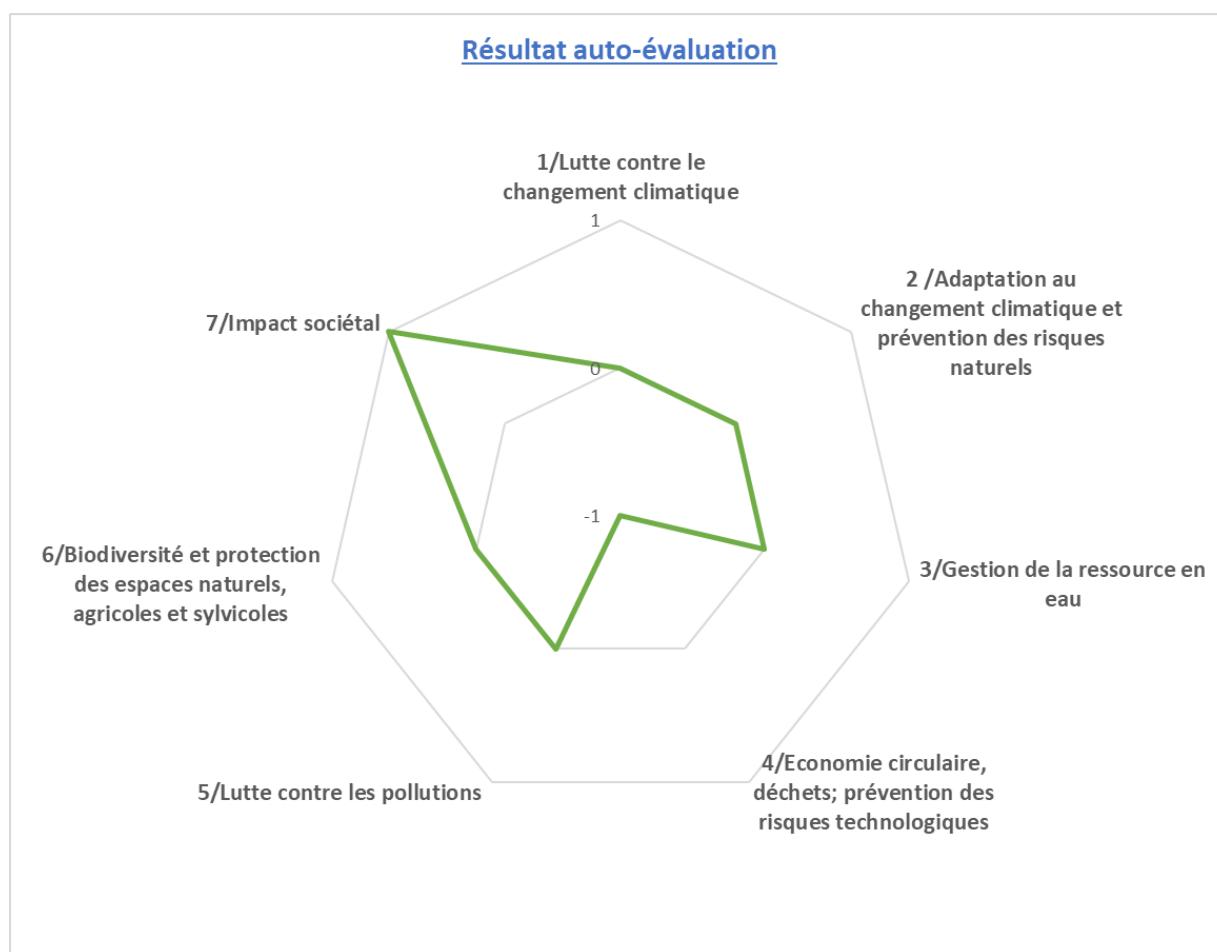 Résultat auto-évaluation
1/Lutte contre le
changement climatique
1
2 /Adaptation au
changement climatique et
prévention des risques
naturels
7/Impact sociétal
0
-1
6/Biodiversité et protection
des espaces naturels,
agricoles et sylvicoles
3/Gestion de la ressource en
eau
4/Economie circulaire,
déchets; prévention des
risques technologiques
5/Lutte contre les pollutions